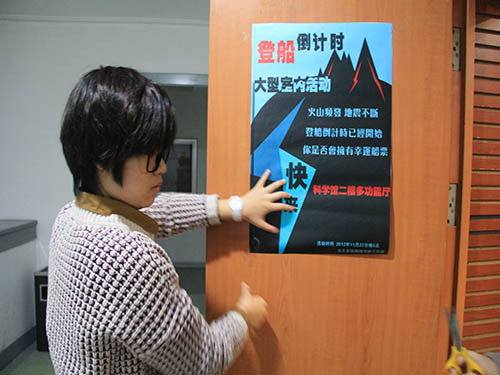 登船 倒计时
大型室内活动
火山頻發 地震不斷
登船倒計時已經開始
你是否會擁有幸運船票
快
来
科学馆二楼多功能厅